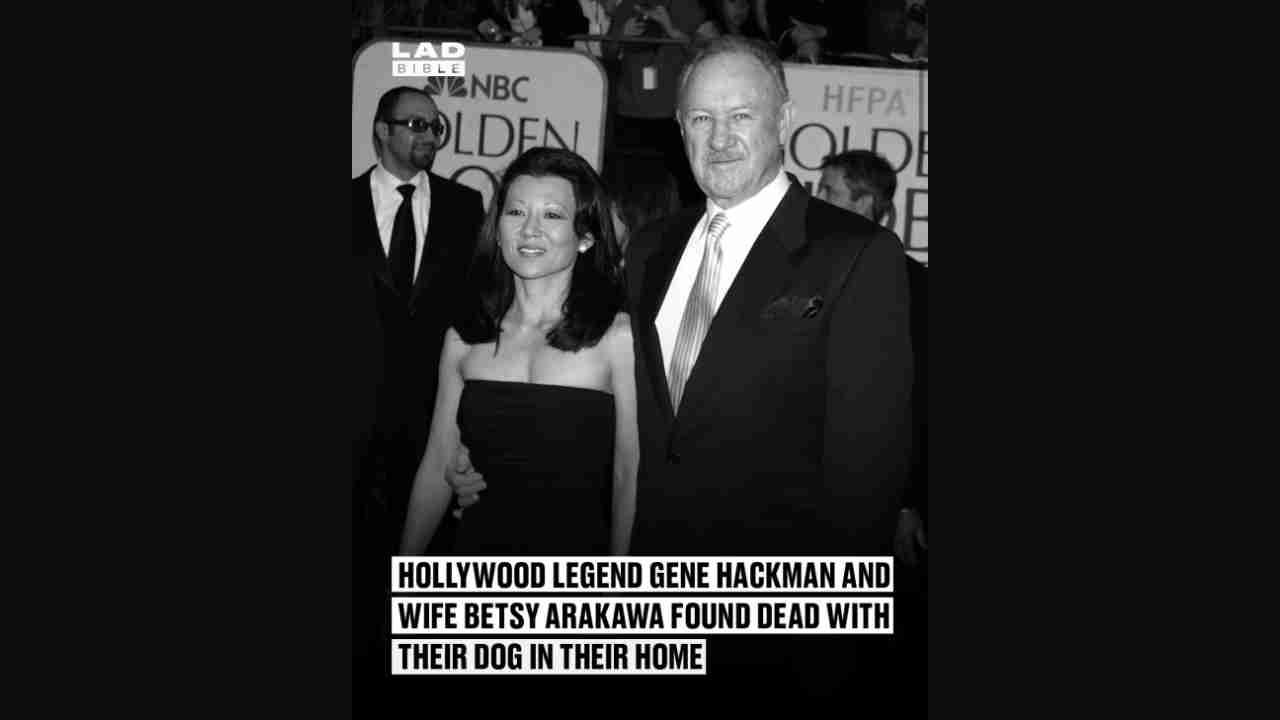 LAD
BIBLE
NBC
HFPA
HOLLYWOOD LEGEND GENE HACKMAN AND
WIFE BETSY ARAKAWA FOUND DEAD WITH
THEIR DOG IN THEIR HOME